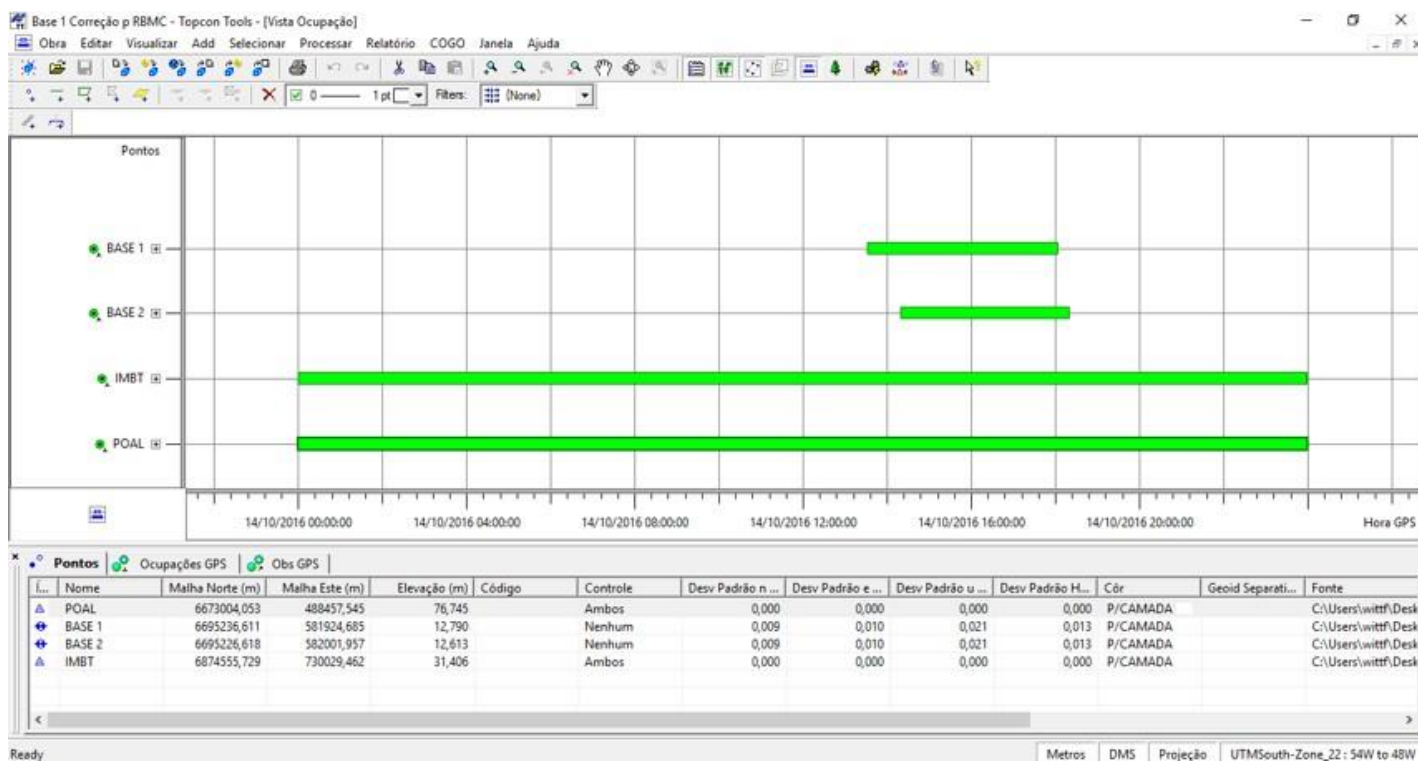 Base 1 Correção p RBMC - Topcon Tools - [Vista Ocupação]
Obra Editar Visualizar Add Selecionar Processar Relatório COGO Janela Ajuda
0 1 pt Filters: (None)
Pontos
BASE 1
BASE 2
IMBT
POAL
14/10/2016 00:00:00 14/10/2016 04:00:00 14/10/2016 08:00:00 14/10/2016 12:00:00 14/10/2016 16:00:00 14/10/2016 20:00:00 Hora GPS
Pontos Ocupações GPS Obs GPS
Í... Nome Malha Norte (m) Malha Este (m) Elevação (m) Código Controle Desv Padrão n ... Desv Padrão e ... Desv Padrão u ... Desv Padrão H... Côr Geoid Separati... Fonte
POAL 6673004,053 488457,545 76,745 Ambos 0,000 0,000 0,000 0,000 P/CAMADA C:\Users\wittf\Desk
BASE 1 6695236,611 581924,685 12,790 Nenhum 0,009 0,010 0,021 0,013 P/CAMADA C:\Users\wittf\Desk
BASE 2 6695226,618 582001,957 12,613 Nenhum 0,009 0,010 0,021 0,013 P/CAMADA C:\Users\wittf\Desk
IMBT 6874555,729 730029,462 31,406 Ambos 0,000 0,000 0,000 0,000 P/CAMADA C:\Users\wittf\Desk
Ready Metros DMS Projeção UTMSouth-Zone_22 : 54W to 48W